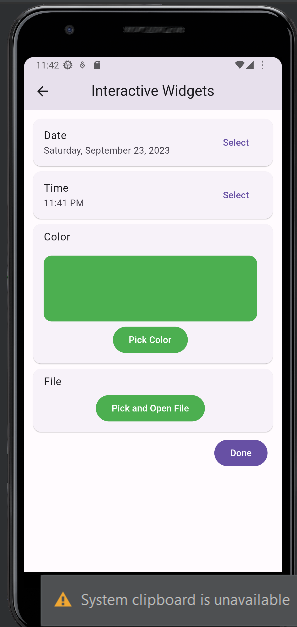 11:42
Interactive Widgets
Date
Saturday, September 23, 2023
Select
Time
11:41 PM
Select
Color
Pick Color
File
Pick and Open File
Done
System clipboard is unavailable